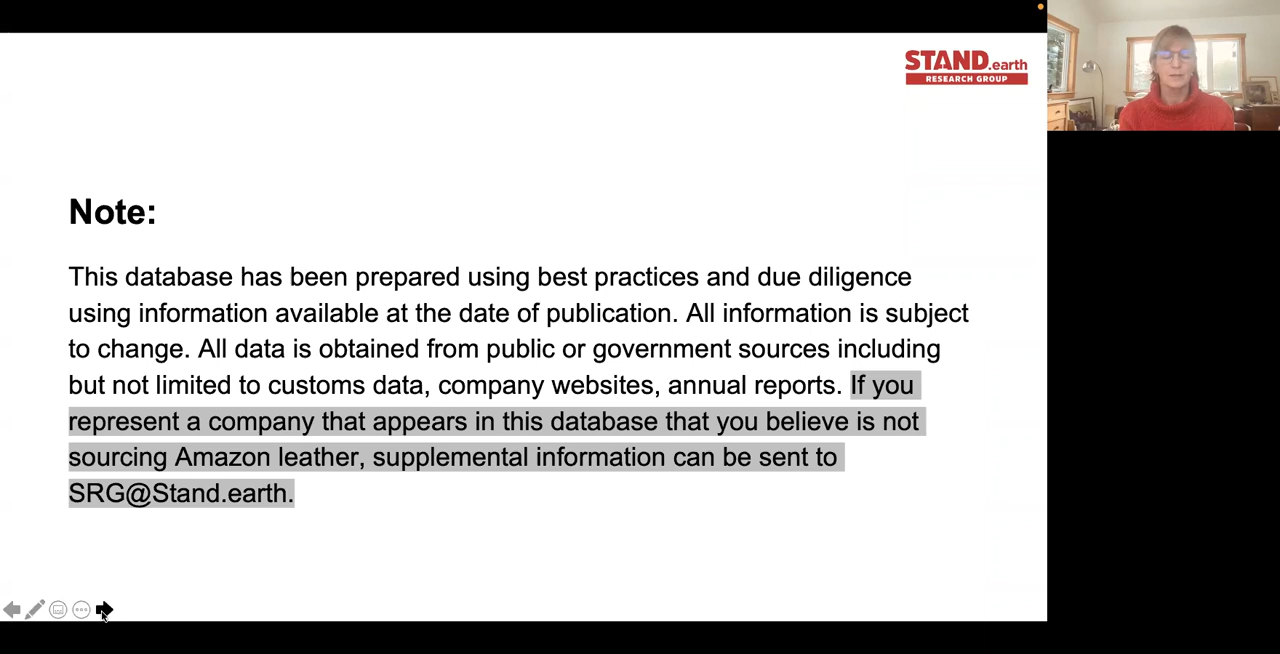 STAND.earth
RESEARCH GROUP
Note:
This database has been prepared using best practices and due diligence
using information available at the date of publication. All information is subject
to change. All data is obtained from public or government sources including
but not limited to customs data, company websites, annual reports. If you
represent a company that appears in this database that you believe is not
sourcing Amazon leather, supplemental information can be sent to
SRG@Stand.earth.